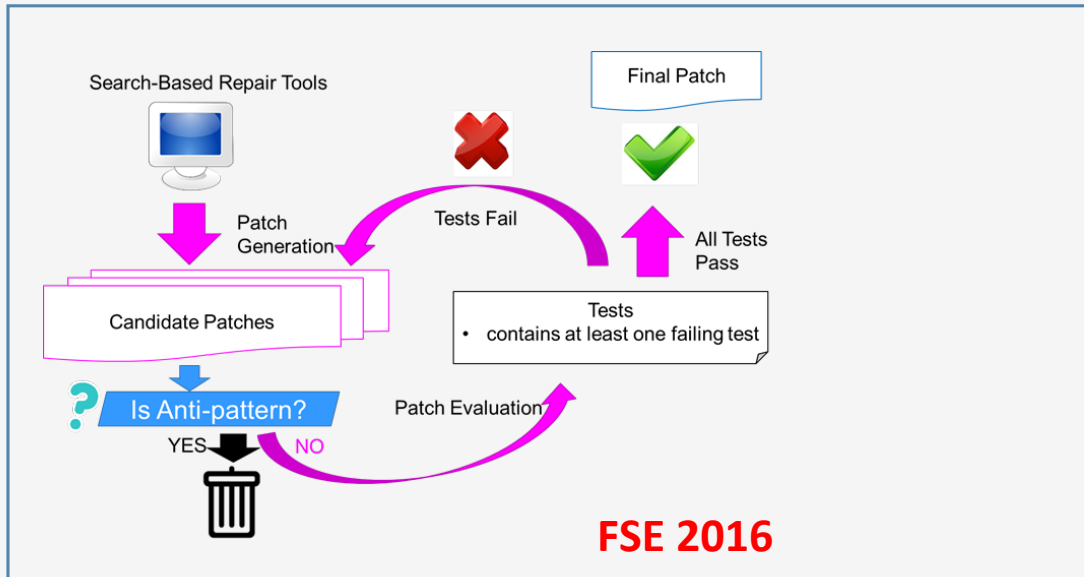 Search-Based Repair Tools
Final Patch
Patch
Generation
Tests Fail
All Tests
Pass
Candidate Patches
Tests
• contains at least one failing test
?
Is Anti-pattern?
Patch Evaluation
YES
NO
FSE 2016